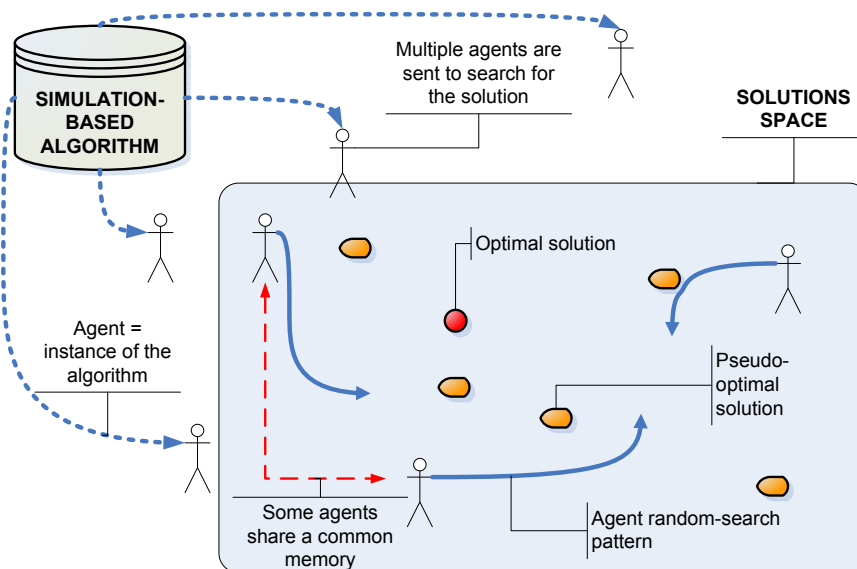 Multiple agents are
sent to search for
the solution
SIMULATION-
BASED
ALGORITHM
SOLUTIONS
SPACE
Optimal solution
Agent =
instance of the
algorithm
Pseudo-
optimal
solution
Some agents
share a common
memory
Agent random-search
pattern